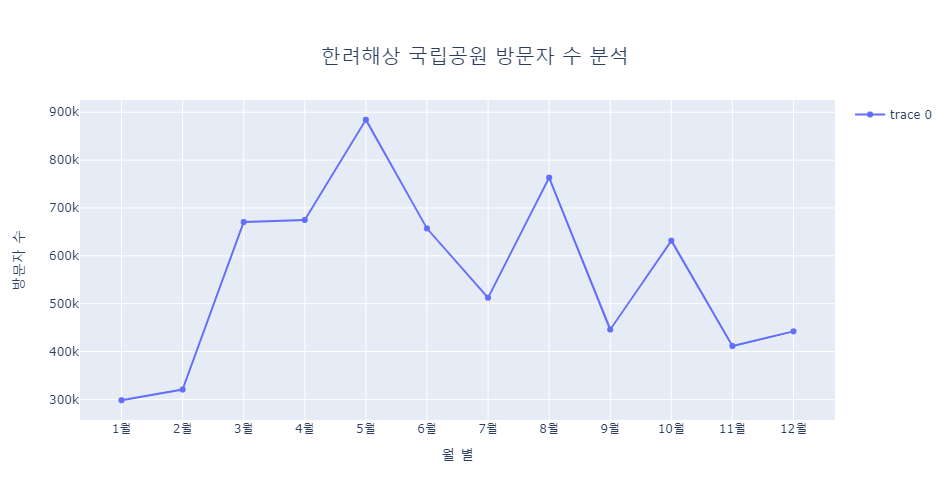 한려해상 국립공원 방문자 수 분석
trace 0
방문자 수
900k
800k
700k
600k
500k
400k
300k
1월 2월 3월 4월 5월 6월 7월 8월 9월 10월 11월 12월
월 별